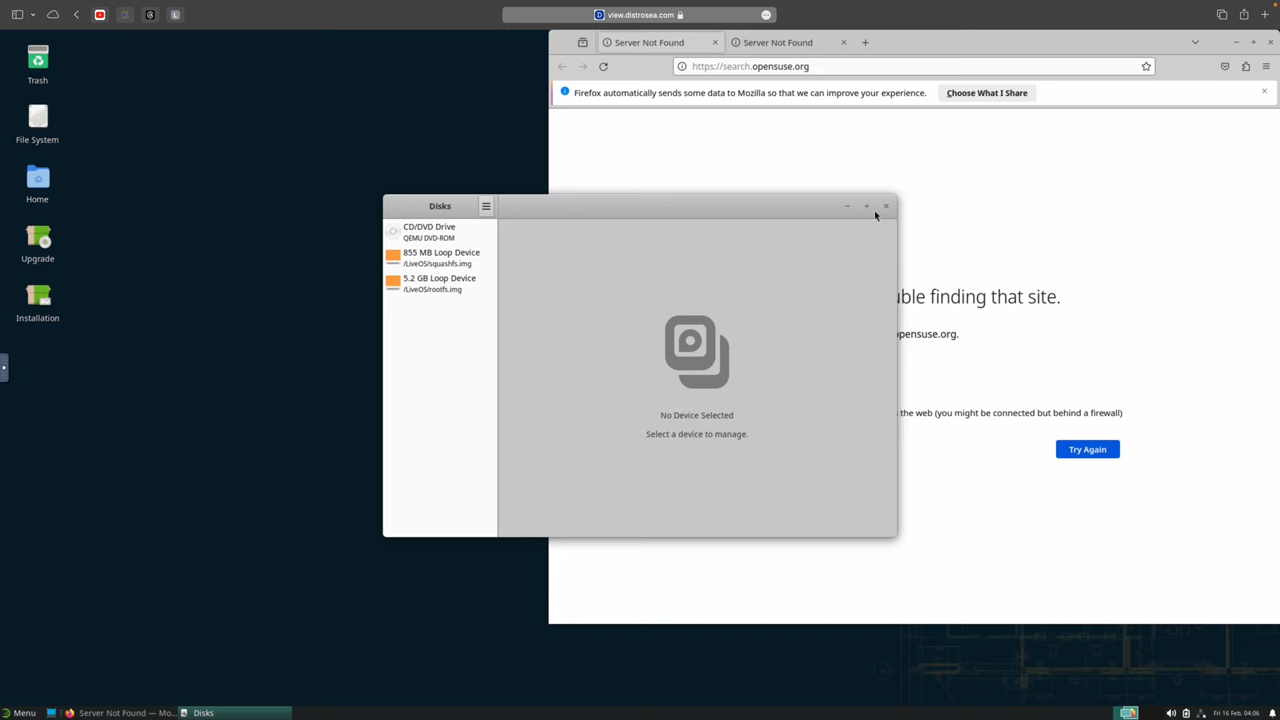 view.distrosea.com
Trash
File System
Home
Upgrade
Installation
Server Not Found
Server Not Found
https://search.opensuse.org
Firefox automatically sends some data to Mozilla so that we can improve your experience.
Choose What I Share
Disks
CD/DVD Drive
QEMU DVD-ROM
855 MB Loop Device
/LiveOS/squashfs.img
5.2 GB Loop Device
/LiveOS/rootfs.img
No Device Selected
Select a device to manage.
uble finding that site.
opensuse.org.
the web (you might be connected but behind a firewall)
Try Again
Menu
Server Not Found — Mo...
Disks
Fri 16 Feb, 04:06